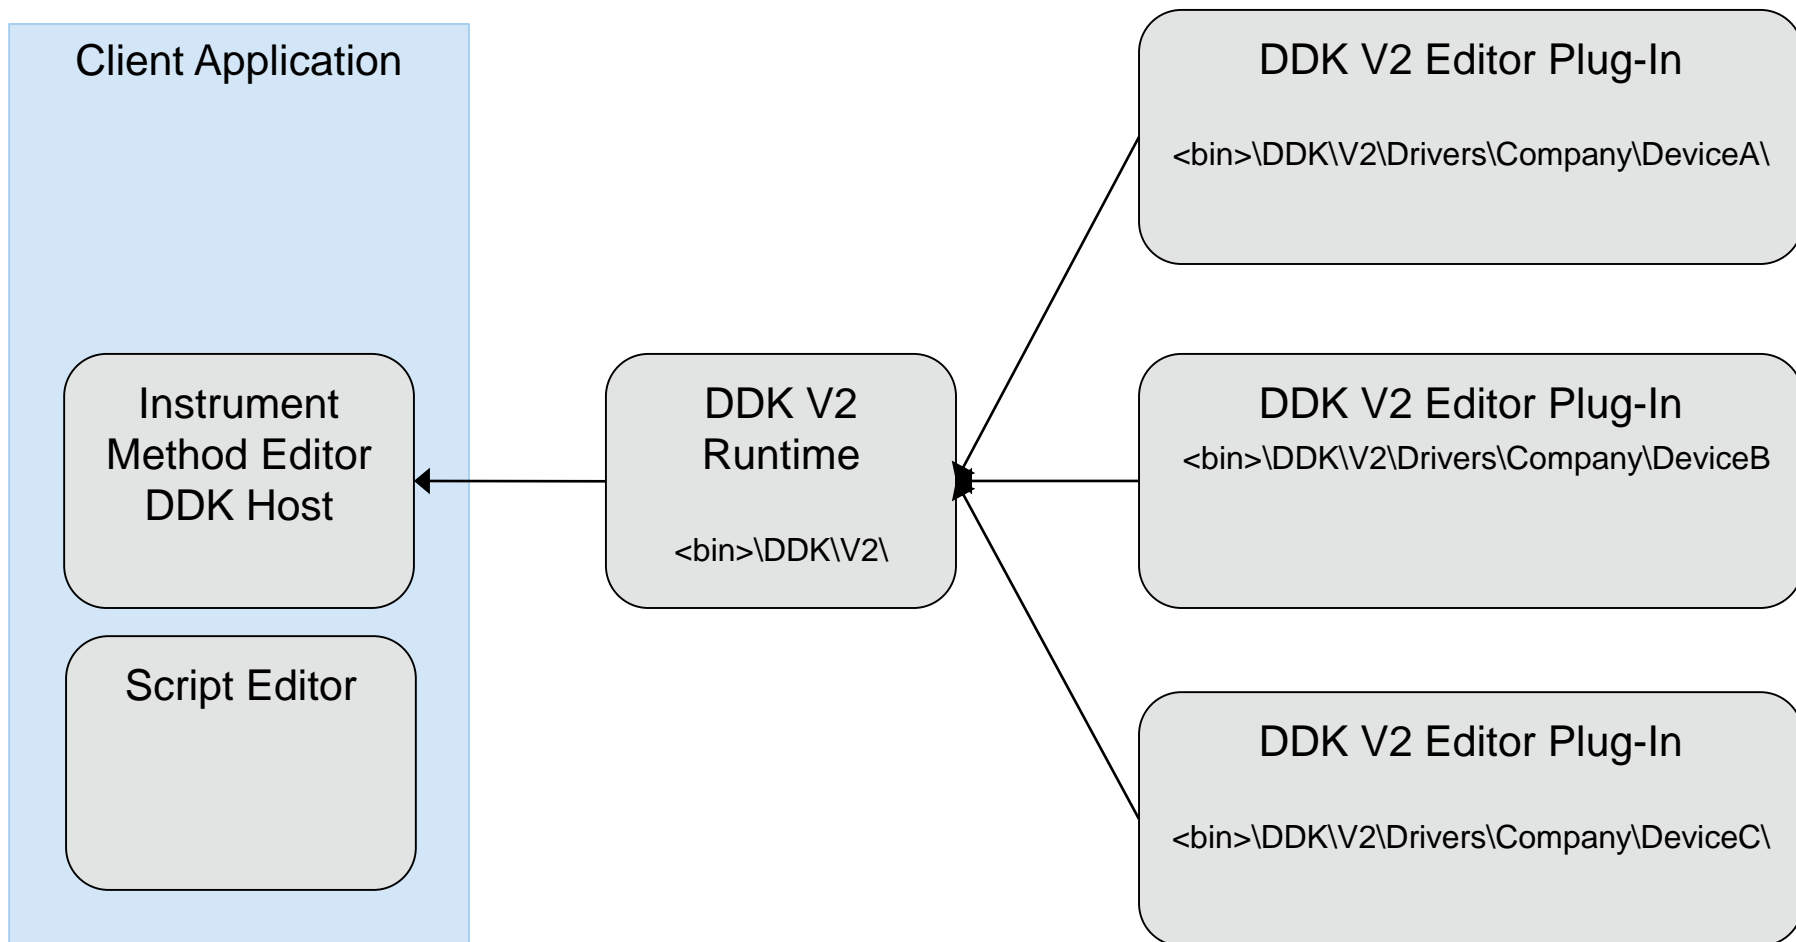 Client Application
Instrument
Method Editor
DDK Host
Script Editor
DDK V2
Runtime
<bin>\DDK\V2\
DDK V2 Editor Plug-In
<bin>\DDK\V2\Drivers\Company\DeviceA\
DDK V2 Editor Plug-In
<bin>\DDK\V2\Drivers\Company\DeviceB
DDK V2 Editor Plug-In
<bin>\DDK\V2\Drivers\Company\DeviceC\